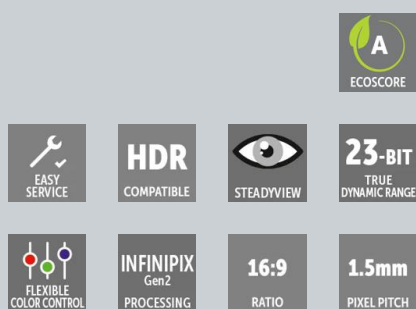 A
ECOSCORE
EASY
SERVICE
HDR
COMPATIBLE
STEADYVIEW
23-BIT
TRUE
DYNAMIC RANGE
FLEXIBLE
COLOR CONTROL
INFINIPIX
Gen2
PROCESSING
16:9
RATIO
1.5mm
PIXEL PITCH